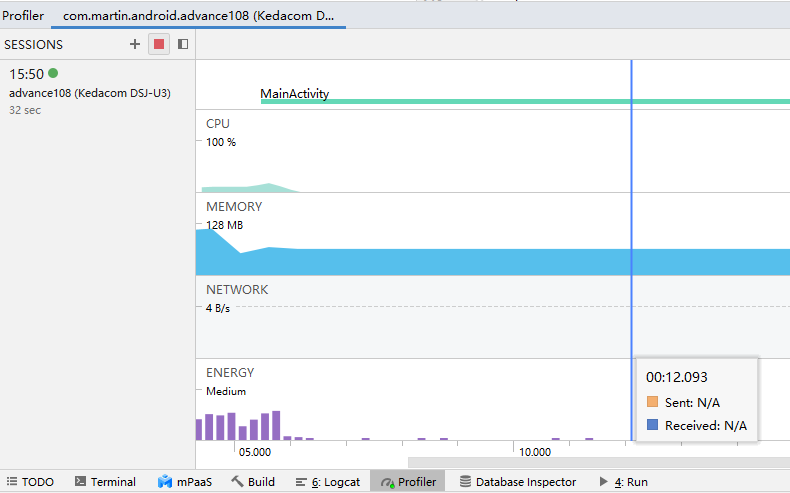 Profiler com.martin.android.advance108 (Kedacom D...
SESSIONS
15:50
advance108 (Kedacom DSJ-U3)
32 sec
MainActivity
CPU
100 %
MEMORY
128 MB
NETWORK
4 B/s
ENERGY
Medium
00:12.093
Sent: N/A
Received: N/A
05.000 10.000
TODO Terminal mPaaS Build 6: Logcat Profiler Database Inspector 4: Run